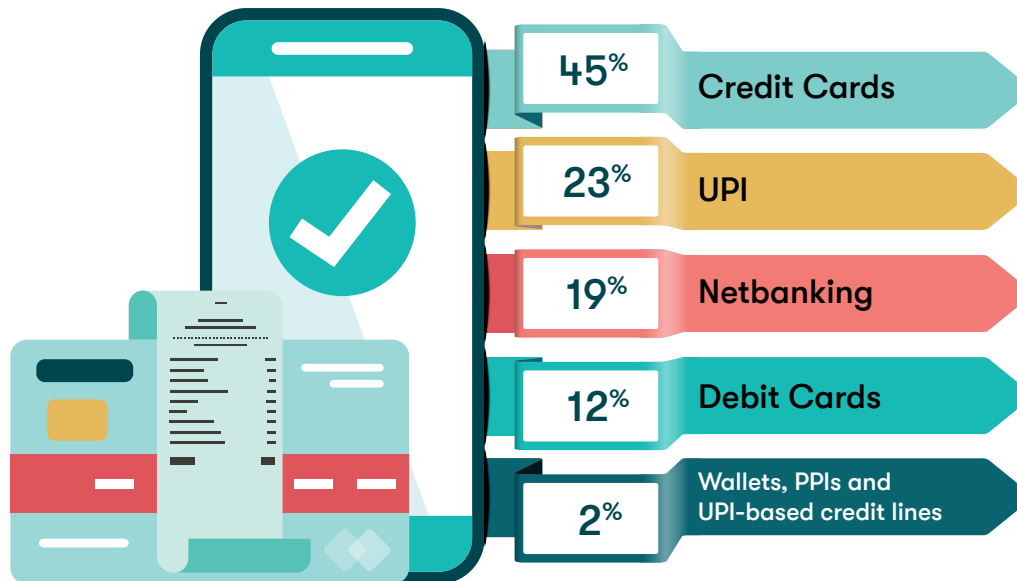 45%
Credit Cards
23%
UPI
19%
Netbanking
12%
Debit Cards
2%
Wallets, PPIs and
UPI-based credit lines